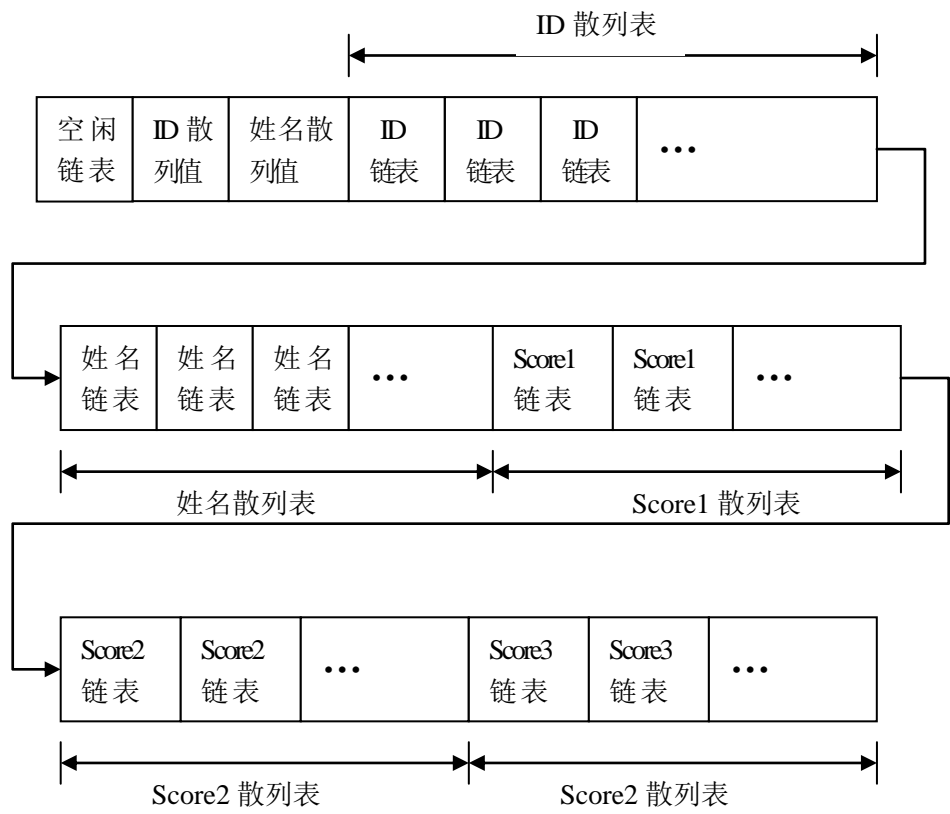 ID 散列表
空闲 ID 散 姓名散 ID ID ID
链表 列值 列值 链表 链表 链表 …
姓名 姓名 姓名 … Score1 Score1 …
链表 链表 链表 链表 链表
姓名散列表 Score1 散列表
Score2 Score2 … Score3 Score3 …
链表 链表 链表 链表
Score2 散列表 Score2 散列表